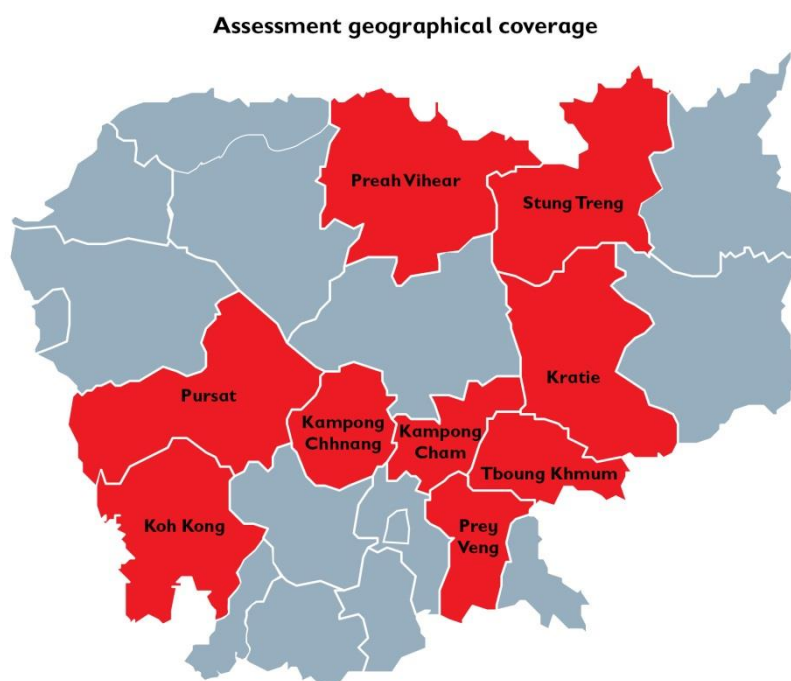 Assessment geographical coverage
Preah Vihear
Stung Treng
Pursat
Kratie
Kampong
Chhnang
Kampong
Cham
Tboung Khmum
Koh Kong
Prey
Veng